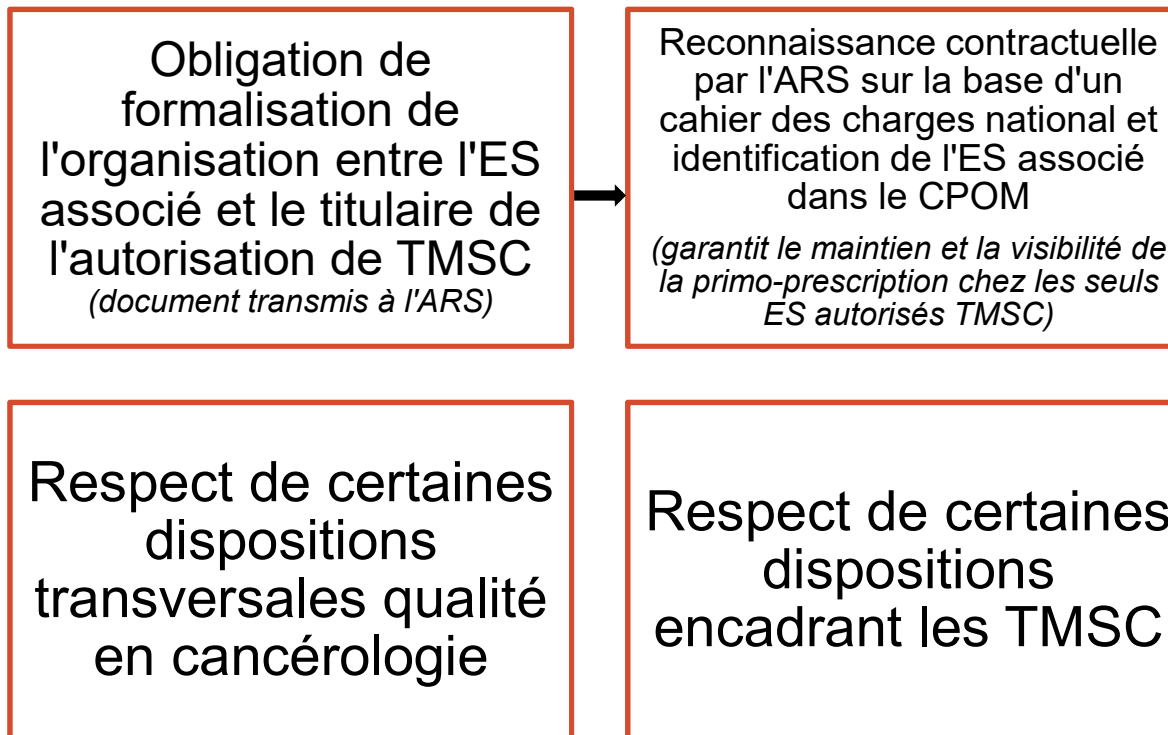 Obligation de
formalisation de
l'organisation entre l'ES
associé et le titulaire de
l'autorisation de TMSC
(document transmis à l'ARS)
Reconnaissance contractuelle
par l'ARS sur la base d'un
cahier des charges national et
identification de l'ES associé
dans le CPOM
(garantit le maintien et la visibilité de
la primo-prescription chez les seuls
ES autorisés TMSC)
Respect de certaines
dispositions
transversales qualité
en cancérologie
Respect de certaines
dispositions
encadrant les TMSC